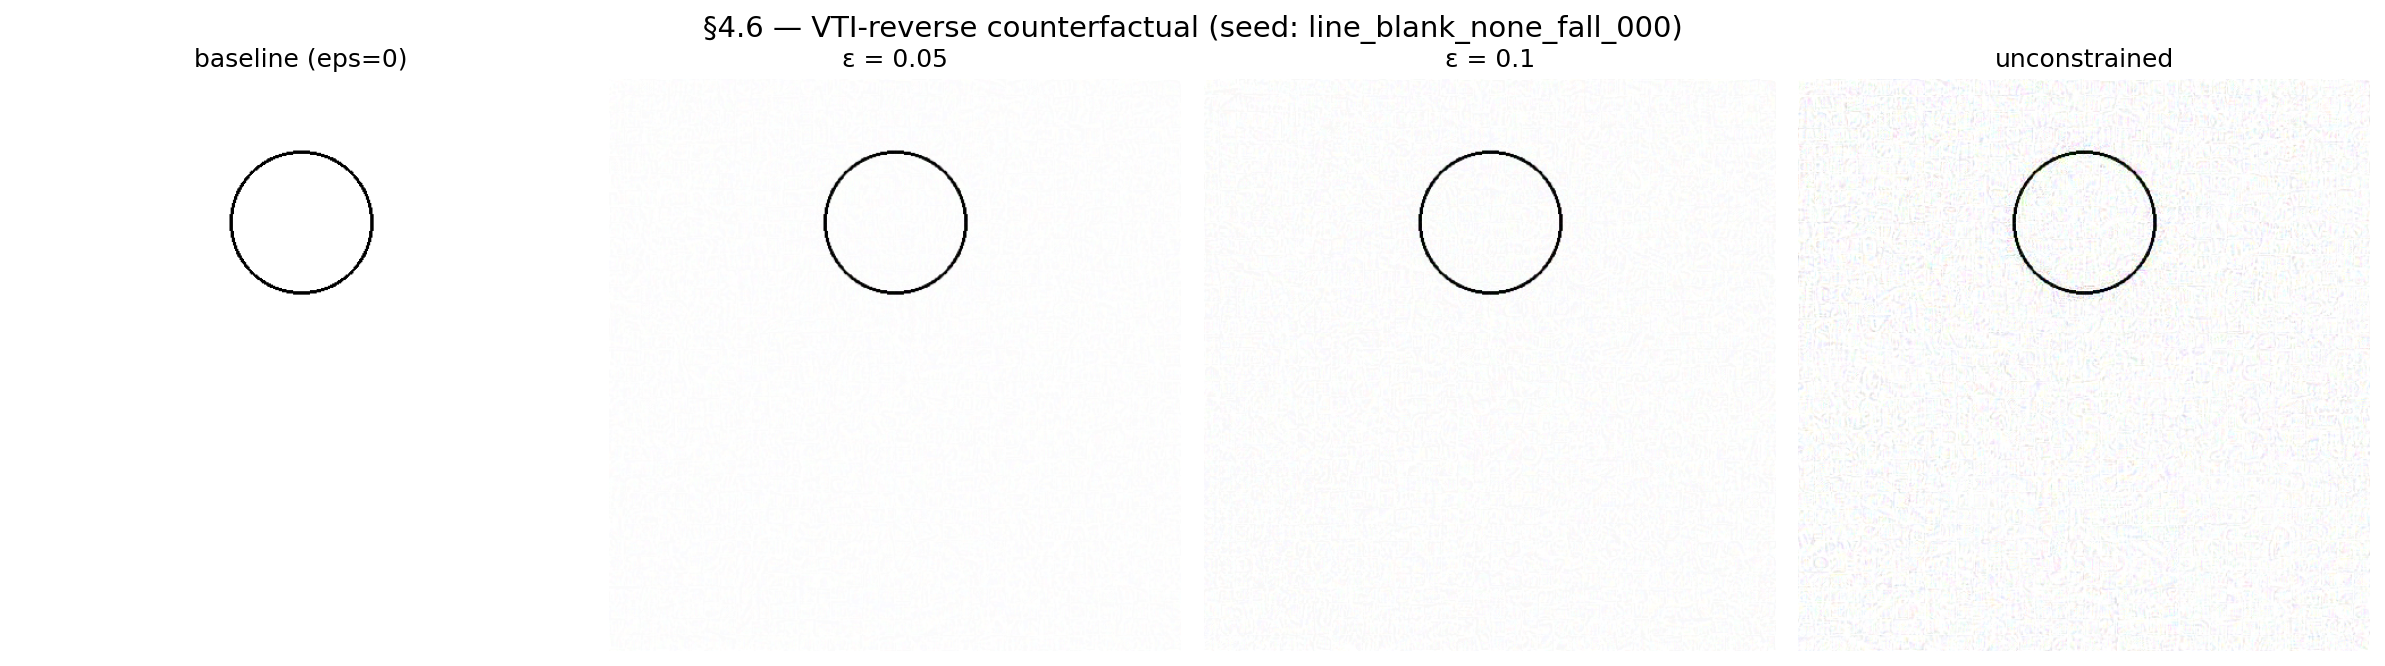 §4.6 — VTI-reverse counterfactual (seed: line_blank_none_fall_000)
baseline (eps=0)
ε = 0.05
ε = 0.1
unconstrained